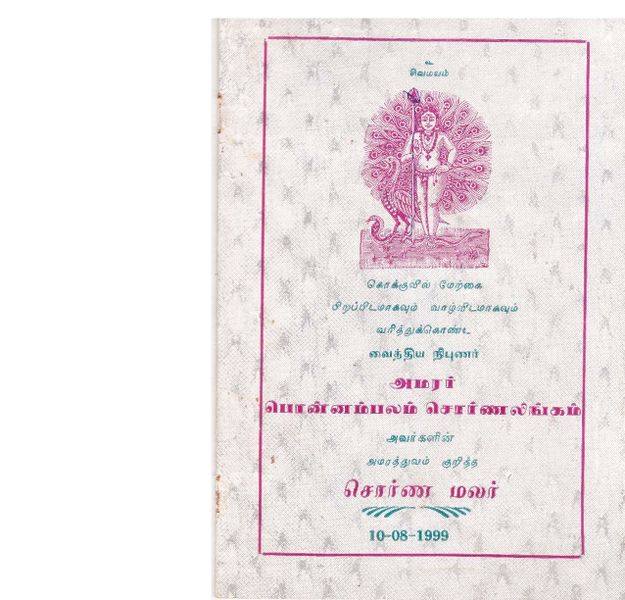 உ
சிவமயம்
கொக்குவில் மேற்கை
பிறப்பிடமாகவும் வாழ்விடமாகவும்
வரித்துக்கொண்ட
வைத்திய நிபுணர்
அமரர்
பொன்னம்பலம் சொர்ணலிங்கம்
அவர்களின்
அமரத்துவம் குறித்த
சொர்ண மலர்
10-08-1999